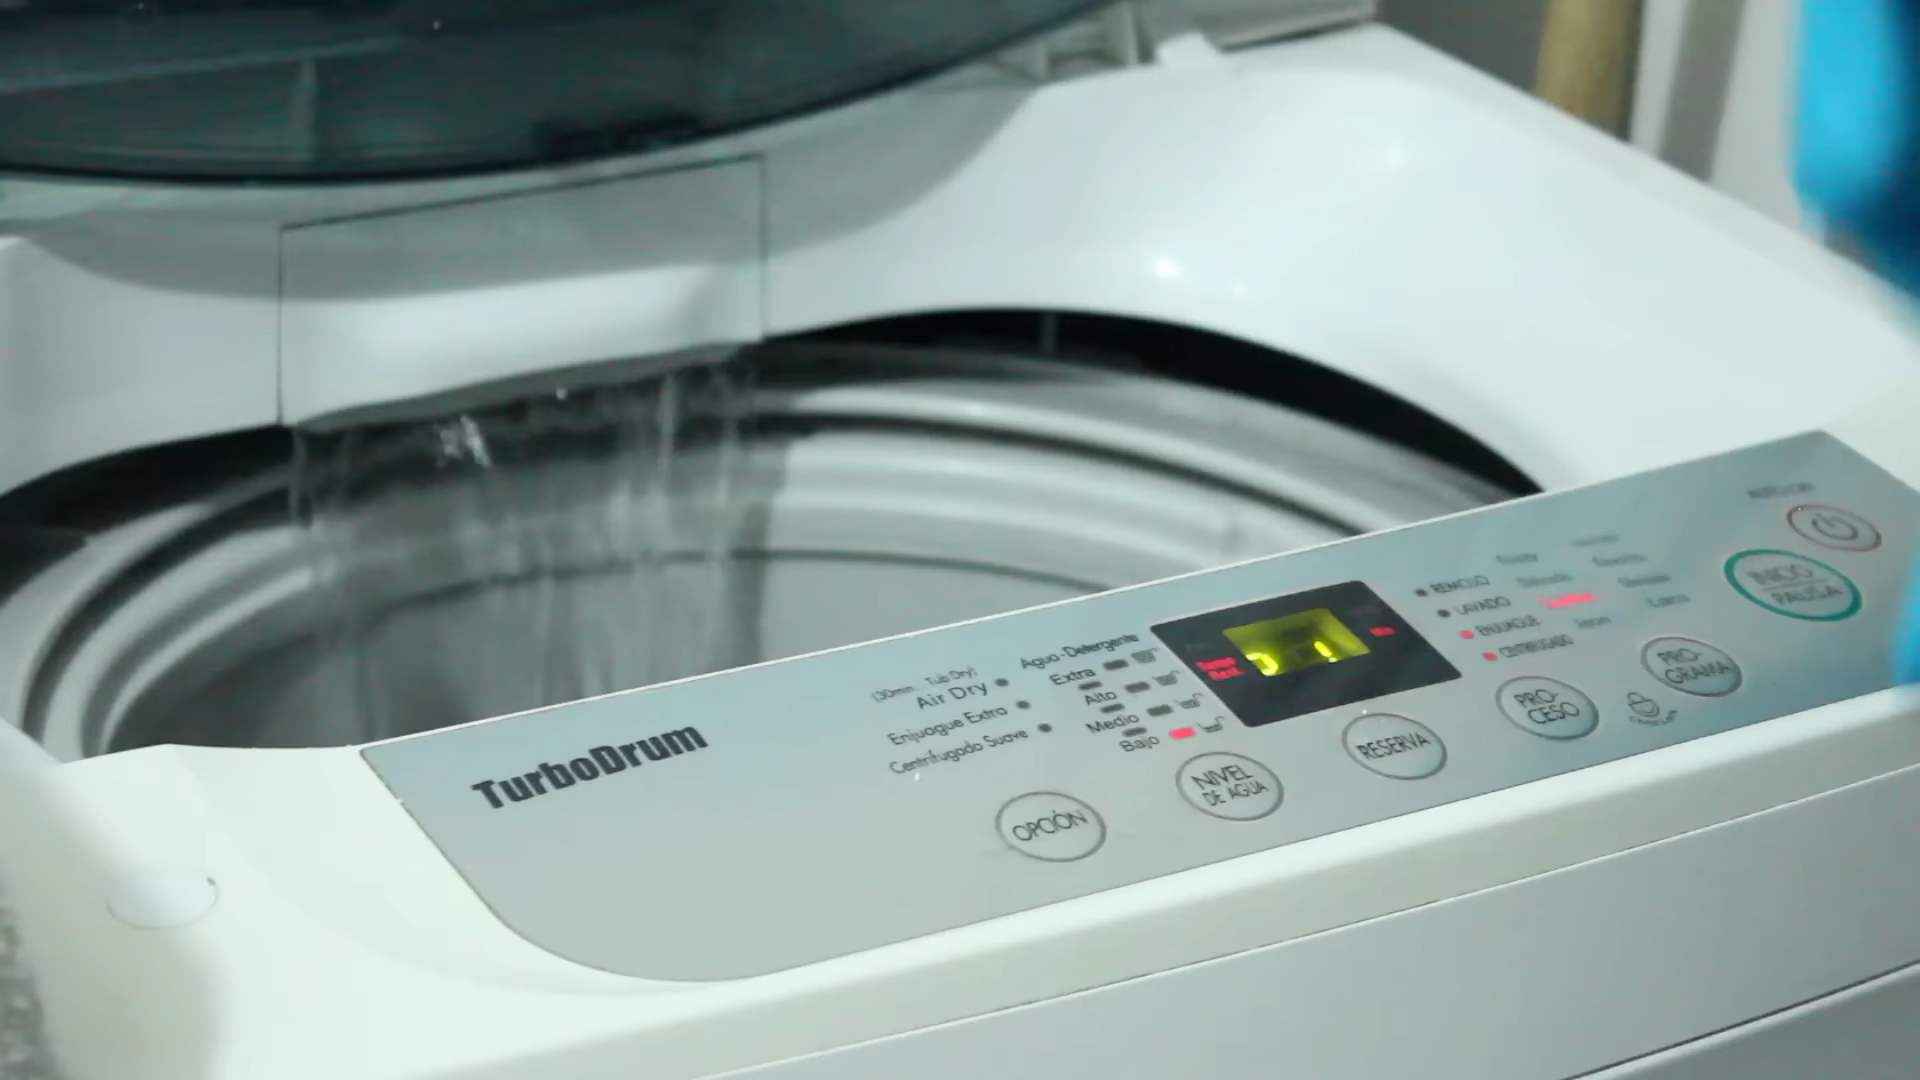 TurboDrum
(30min Tub Dry)
Air Dry
Enjuague Extra
Centrifugado Suave
Agua-Detergente
Extra
Alto
Medio
Bajo
OPCIÓN
NIVEL
DE AGUA
RESERVA
REMOJO
LAVADO
ENJUAGUE
CENTRIFUGADO
PRO-
CESO
PRO-
GRAMA
INICIO
PAUSA